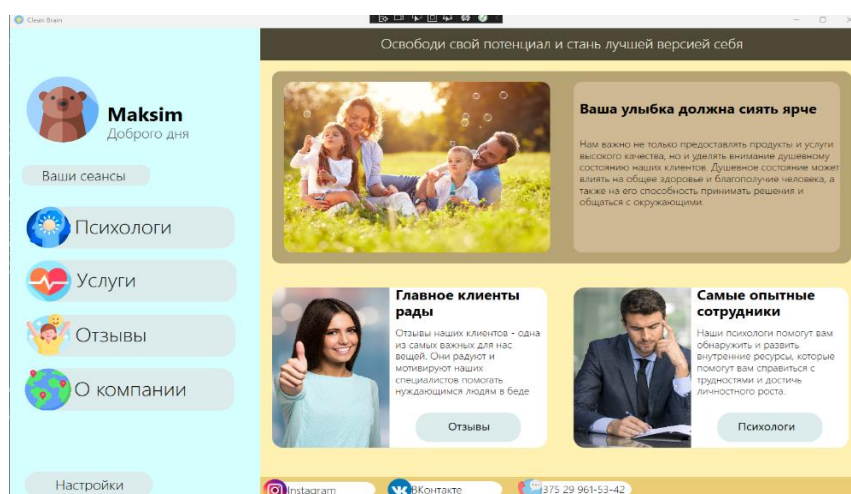 Clean Brain
Освободи свой потенциал и стань лучшей версией себя
Maksim
Доброго дня
Ваши сеансы
Психологи
Услуги
Отзывы
О компании
Настройки
Ваша улыбка должна сиять ярче
Нам важно не только предоставлять продукты и услуги
высокого качества, но и уделять внимание душевному
состоянию наших клиентов. Душевное состояние может
влиять на общее здоровье и благополучие человека, а
также на его способность принимать решения и
общаться с окружающими.
Главное клиенты
рады
Отзывы наших клиентов - одна
из самых важных для нас
вещей. Они радуют и
мотивируют наших
специалистов помогать
нуждающимся людям в беде
Отзывы
Самые опытные
сотрудники
Наши психологи помогут вам
обнаружить и развить
внутренние ресурсы, которые
помогут вам справиться с
трудностями и достичь
личностного роста.
Психологи
Instagram
ВКонтакте
375 29 961-53-42